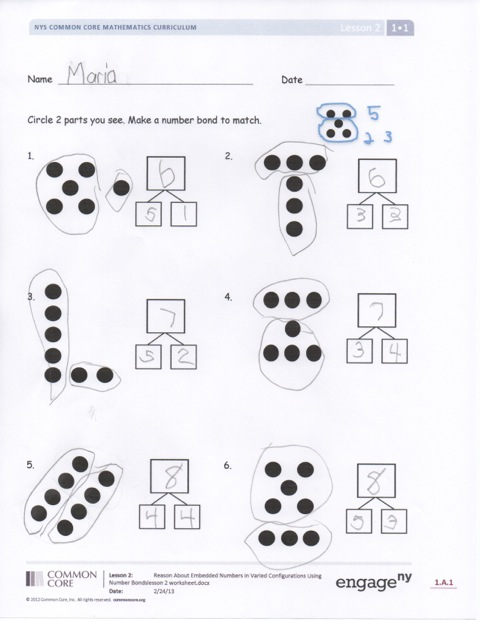 NYS COMMON CORE MATHEMATICS CURRICULUM Lesson 2 1•1
Name Maria Date
Circle 2 parts you see. Make a number bond to match.
5
2 3
1. 6
5 1
2. 6
3 3
3. 7
5 2
4. 7
3 4
5. 8
4 4
6. 8
5 3
COMMON CORE
Lesson 2: Reason About Embedded Numbers in Varied Configurations Using
Number Bondslesson 2 worksheet.docx
Date: 2/24/13
engageny
1.A.1
© 2012 Common Core, Inc. All rights reserved. commoncore.org